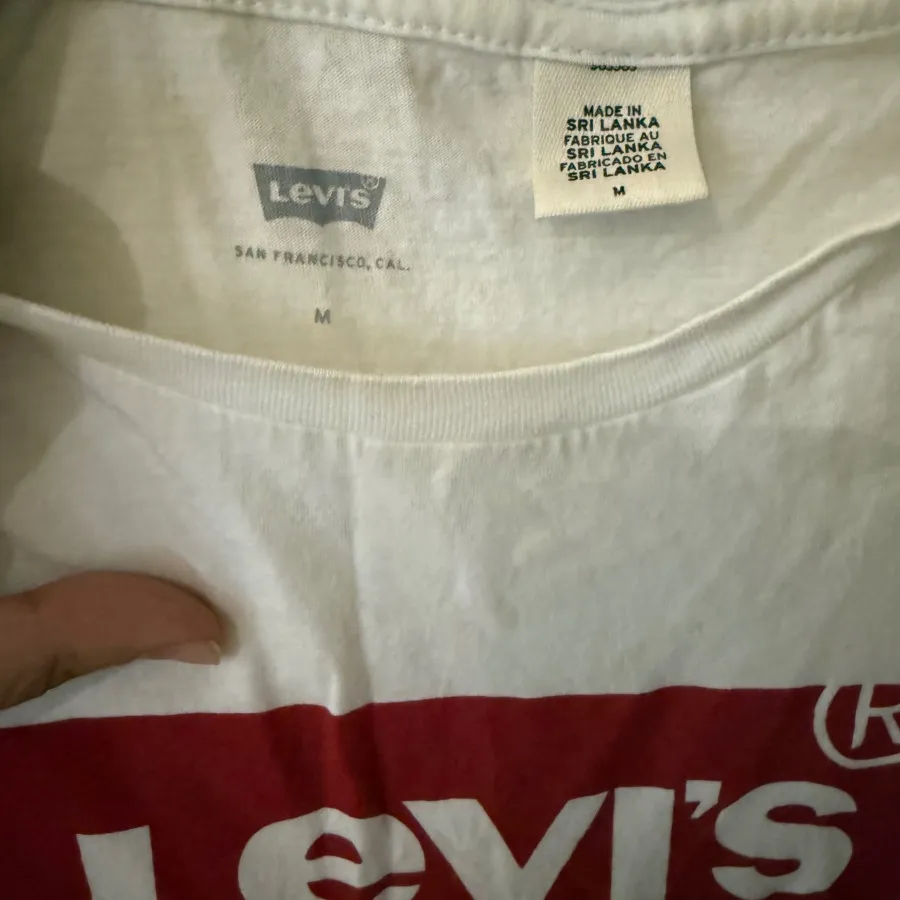 MADE IN
SRI LANKA
FABRIQUE AU
SRI LANKA
FABRICADO EN
SRI LANKA
M
Levi's®
SAN FRANCISCO, CAL.
M
®
Levi's